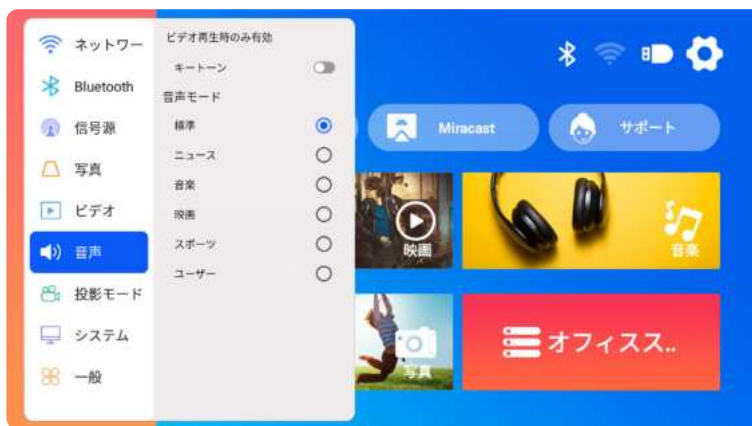 ネットワー
Bluetooth
信号源
写真
ビデオ
音声
投影モード
システム
一般
ビデオ再生時のみ有効
キートーン
音声モード
標準
ニュース
音楽
映画
スポーツ
ユーザー
Miracast
サポート
映画
音楽
写真
オフィスス..